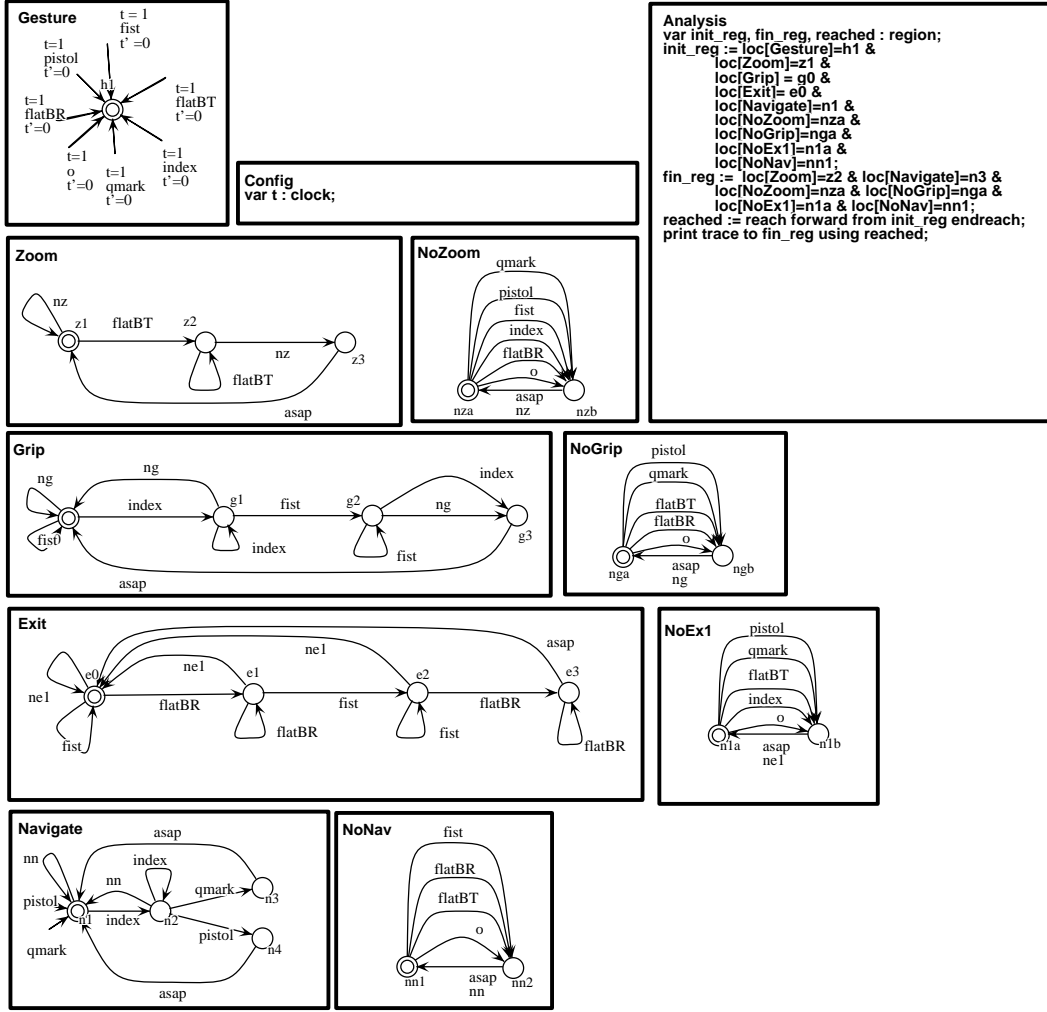 Gesture
t=1
pistol
t'=0
t = 1
fist
t' =0
h1
t=1
flatBR
t'=0
t=1
flatBT
t'=0
t=1
o
t'=0
t=1
qmark
t'=0
t=1
index
t'=0
Config
var t : clock;
Analysis
var init_reg, fin_reg, reached : region;
init_reg := loc[Gesture]=h1 &
loc[Zoom]=z1 &
loc[Grip] = g0 &
loc[Exit]= e0 &
loc[Navigate]=n1 &
loc[NoZoom]=nza &
loc[NoGrip]=nga &
loc[NoEx1]=n1a &
loc[NoNav]=nn1;
fin_reg := loc[Zoom]=z2 & loc[Navigate]=n3 &
loc[NoZoom]=nza & loc[NoGrip]=nga &
loc[NoEx1]=n1a & loc[NoNav]=nn1;
reached := reach forward from init_reg endreach;
print trace to fin_reg using reached;
Zoom
nz
z1
flatBT
z2
nz
z3
flatBT
asap
NoZoom
qmark
pistol
fist
index
flatBR
o
asap
nz
nza
nzb
Grip
ng
ng
index
fist
index
g1
fist
g2
ng
g3
index
fist
asap
NoGrip
pistol
qmark
flatBT
flatBR
o
asap
ng
nga
ngb
Exit
ne1
e0
ne1
ne1
asap
e1
e2
e3
flatBR
fist
flatBR
fist
flatBR
fist
flatBR
NoEx1
pistol
qmark
flatBT
index
o
n1a
n1b
asap
ne1
Navigate
asap
nn
nn
index
pistol
n1
index
n2
qmark
n3
pistol
n4
qmark
asap
NoNav
fist
flatBR
flatBT
o
nn1
asap
nn
nn2